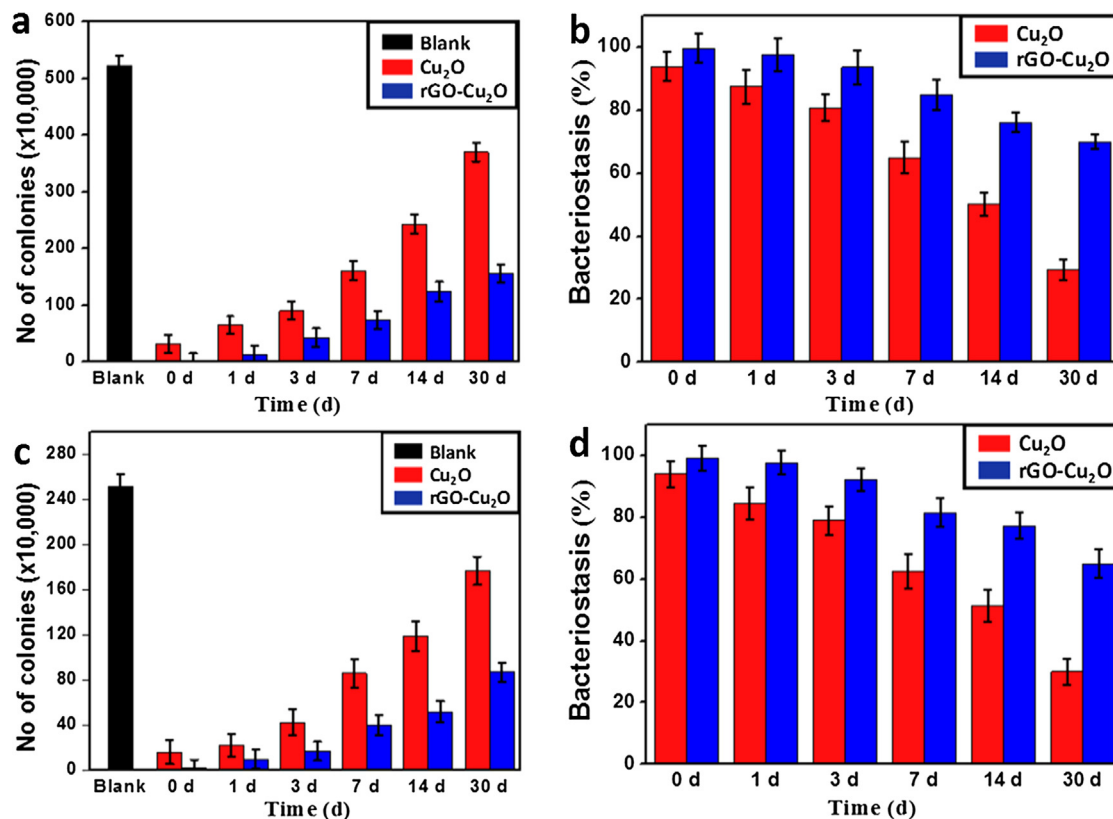 a
No of conlonies (x10,000)
600
500
400
300
200
100
0
Blank
Cu₂O
rGO-Cu₂O
Blank 0 d 1 d 3 d 7 d 14 d 30 d
Time (d)
b
Bacteriostasis (%)
100
80
60
40
20
0
Cu₂O
rGO-Cu₂O
0 d 1 d 3 d 7 d 14 d 30 d
Time (d)
c
No of colonies (x10,000)
280
240
200
160
120
80
40
0
Blank
Cu₂O
rGO-Cu₂O
Blank 0 d 1 d 3 d 7 d 14 d 30 d
Time (d)
d
Bacteriostasis (%)
100
80
60
40
20
0
Cu₂O
rGO-Cu₂O
0 d 1 d 3 d 7 d 14 d 30 d
Time (d)